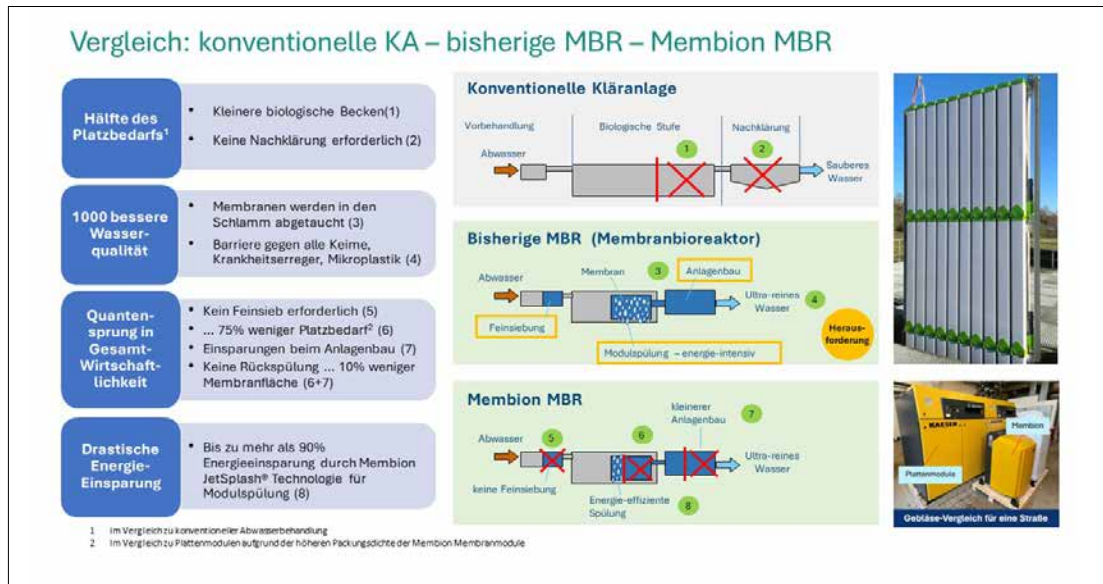 Vergleich: konventionelle KA – bisherige MBR – Membion MBR
Hälfte des
Platzbedarfs¹
• Kleinere biologische Becken(1)
• Keine Nachklärung erforderlich (2)
1000 bessere
Wasser-
qualität
• Membranen werden in den
Schlamm abgetaucht (3)
• Barriere gegen alle Keime,
Krankheitserreger, Mikroplastik (4)
Quanten-
sprung in
Gesamt-
Wirtschaft-
lichkeit
• Kein Feinsieb erforderlich (5)
• ... 75% weniger Platzbedarf² (6)
• Einsparungen beim Anlagenbau (7)
• Keine Rückspülung ... 10% weniger
Membranfläche (6+7)
Drastische
Energie-
Einsparung
• Bis zu mehr als 90%
Energieeinsparung durch Membion
JetSplash® Technologie für
Modulspülung (8)
1 Im Vergleich zu konventioneller Abwasserbehandlung
2 Im Vergleich zu Plattenmodulen aufgrund der höheren Packungsdichte der Membion Membranmodule
Konventionelle Kläranlage
Vorbehandlung
Biologische Stufe
Nachklärung
Abwasser
1
2
Sauberes
Wasser
Bisherige MBR (Membranbioreaktor)
Abwasser
Membran
3
Anlagenbau
Ultra-reines
Wasser
4
Feinsiebung
Modulspülung – energie-intensiv
Heraus-
forderung
Membion MBR
kleinerer
Anlagenbau
7
Abwasser
5
6
Ultra-reines
Wasser
keine Feinsiebung
Energie-effiziente
Spülung
8
KAESER
Membion
Plattenmodule
Gebläse-Vergleich für eine Straße